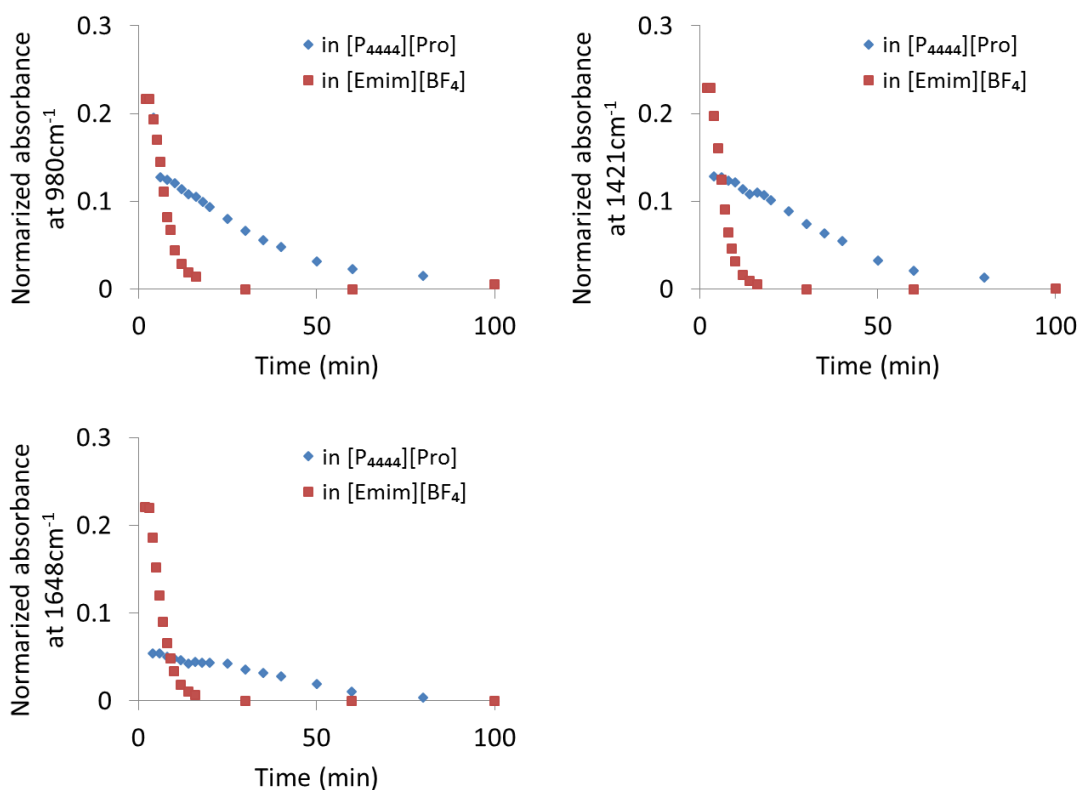 Normarized absorbance
at 980cm⁻¹
0.3
0.2
0.1
0
in [P₄₄₄₄][Pro]
in [Emim][BF₄]
0
50
100
Time (min)
Normarized absorbance
at 1421cm⁻¹
0.3
0.2
0.1
0
in [P₄₄₄₄][Pro]
in [Emim][BF₄]
0
50
100
Time (min)
Normarized absorbance
at 1648cm⁻¹
0.3
0.2
0.1
0
in [P₄₄₄₄][Pro]
in [Emim][BF₄]
0
50
100
Time (min)